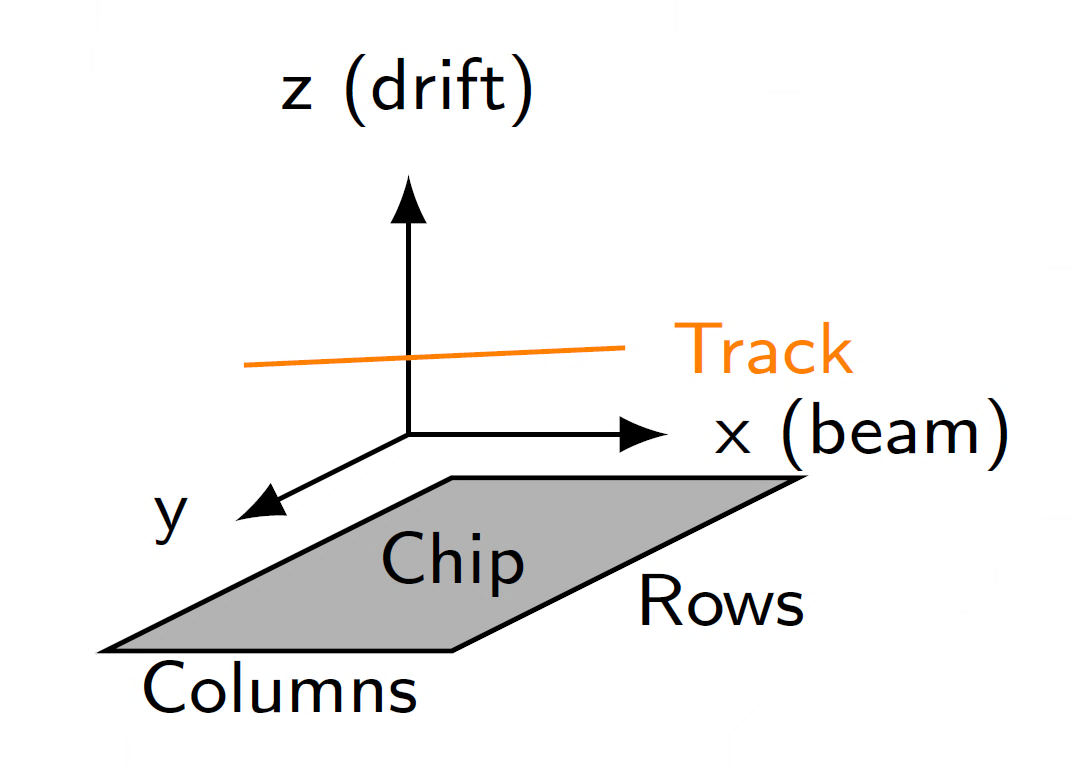 z (drift)
Track
x (beam)
y
Chip
Rows
Columns